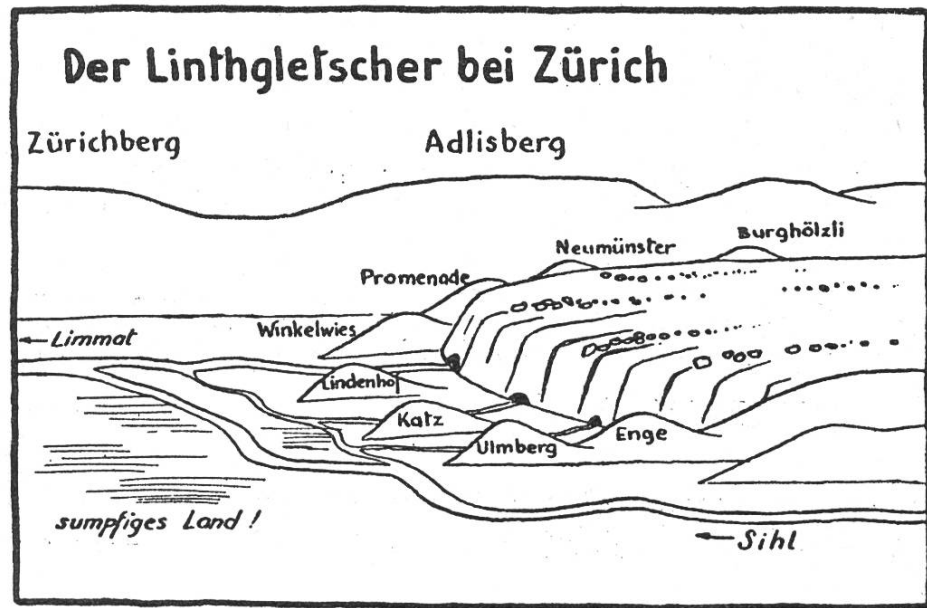 Der Linthgletscher bei Zürich
Zürichberg
Adlisberg
Burghölzli
Neumünster
Promenade
Winkelwies
Limmat
Lindenhof
Katz
Ulmberg
Enge
sumpfiges Land !
Sihl